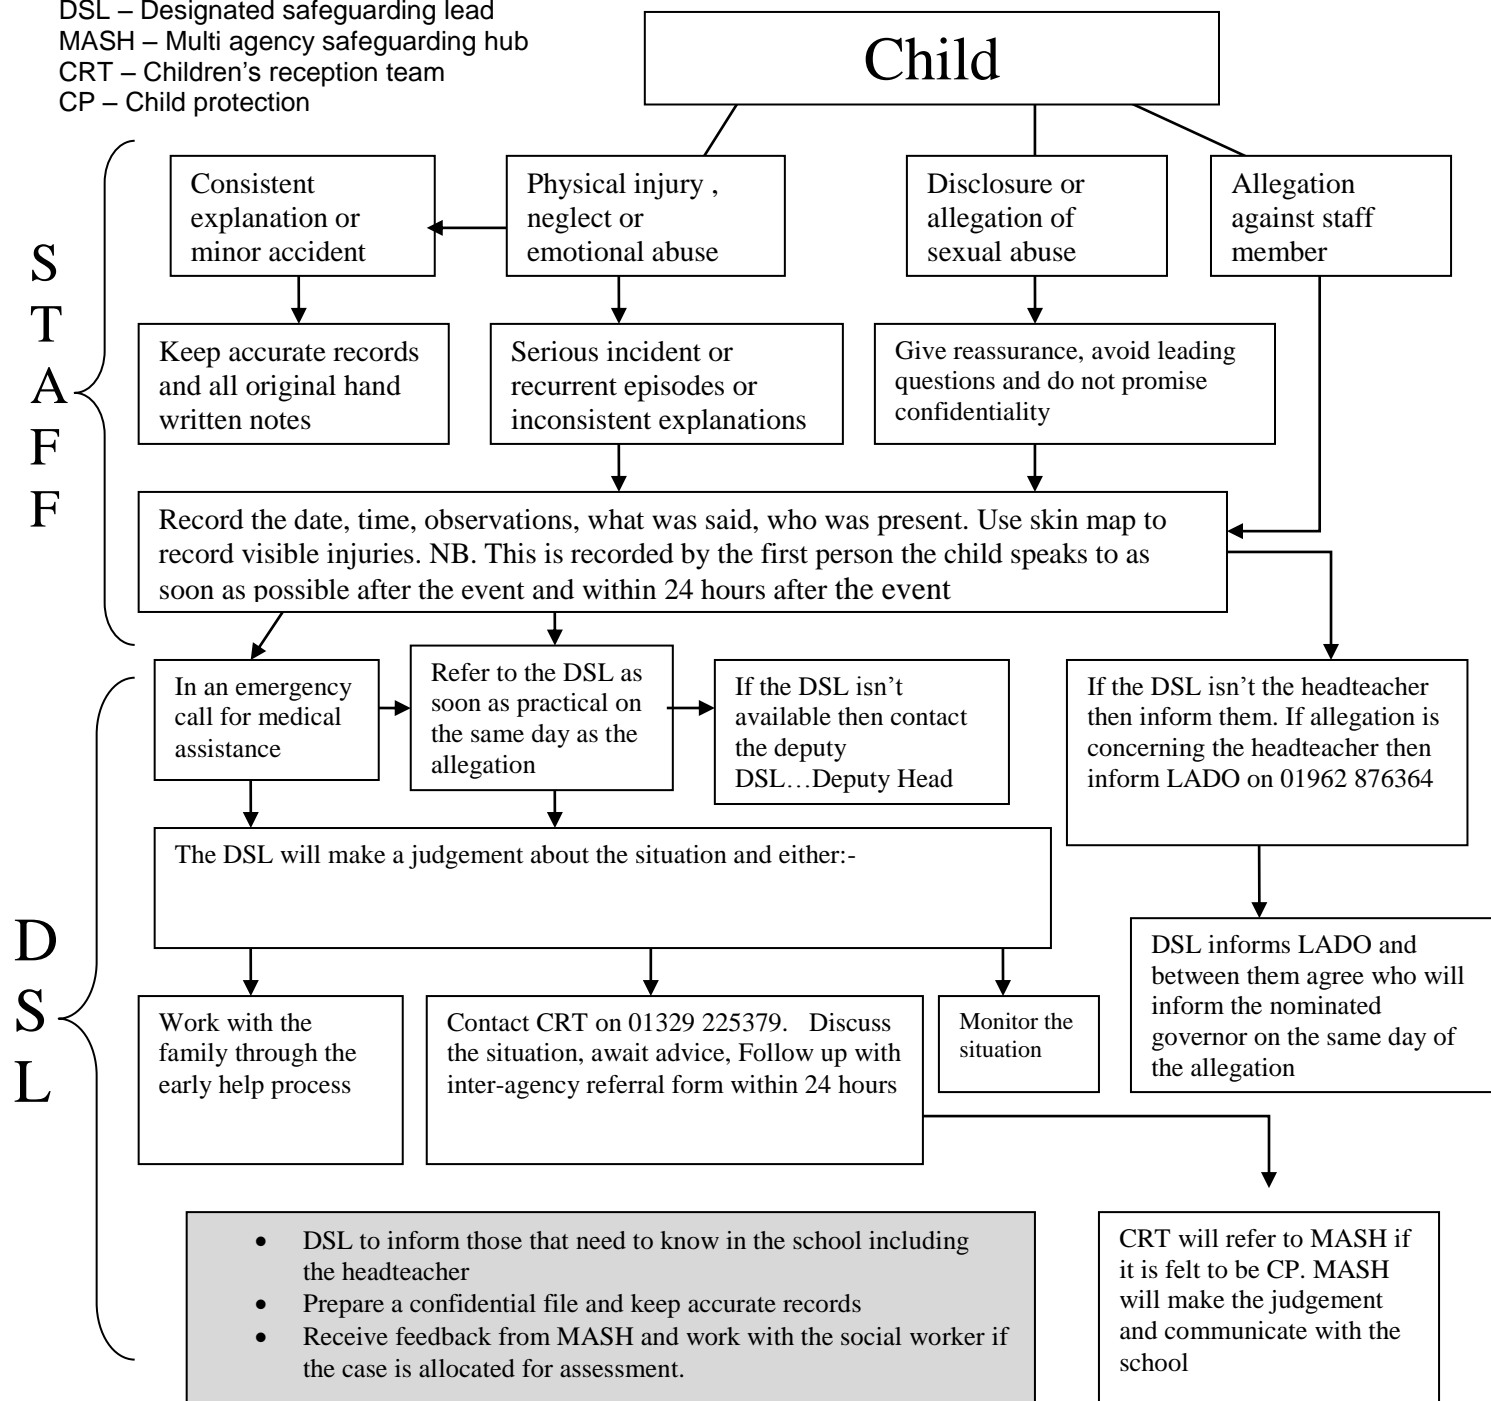 DSL – Designated safeguarding lead
MASH – Multi agency safeguarding hub
CRT – Children's reception team
CP – Child protection
Child
S
T
A
F
F
Consistent
explanation or
minor accident
Physical injury ,
neglect or
emotional abuse
Disclosure or
allegation of
sexual abuse
Allegation
against staff
member
Keep accurate records
and all original hand
written notes
Serious incident or
recurrent episodes or
inconsistent explanations
Give reassurance, avoid leading
questions and do not promise
confidentiality
Record the date, time, observations, what was said, who was present. Use skin map to
record visible injuries. NB. This is recorded by the first person the child speaks to as
soon as possible after the event and within 24 hours after the event
D
S
L
In an emergency
call for medical
assistance
Refer to the DSL as
soon as practical on
the same day as the
allegation
If the DSL isn't
available then contact
the deputy
DSL…Deputy Head
If the DSL isn't the headteacher
then inform them. If allegation is
concerning the headteacher then
inform LADO on 01962 876364
The DSL will make a judgement about the situation and either:-
DSL informs LADO and
between them agree who will
inform the nominated
governor on the same day of
the allegation
Work with the
family through the
early help process
Contact CRT on 01329 225379. Discuss
the situation, await advice, Follow up with
inter-agency referral form within 24 hours
Monitor the
situation
• DSL to inform those that need to know in the school including
the headteacher
• Prepare a confidential file and keep accurate records
• Receive feedback from MASH and work with the social worker if
the case is allocated for assessment.
CRT will refer to MASH if
it is felt to be CP. MASH
will make the judgement
and communicate with the
school